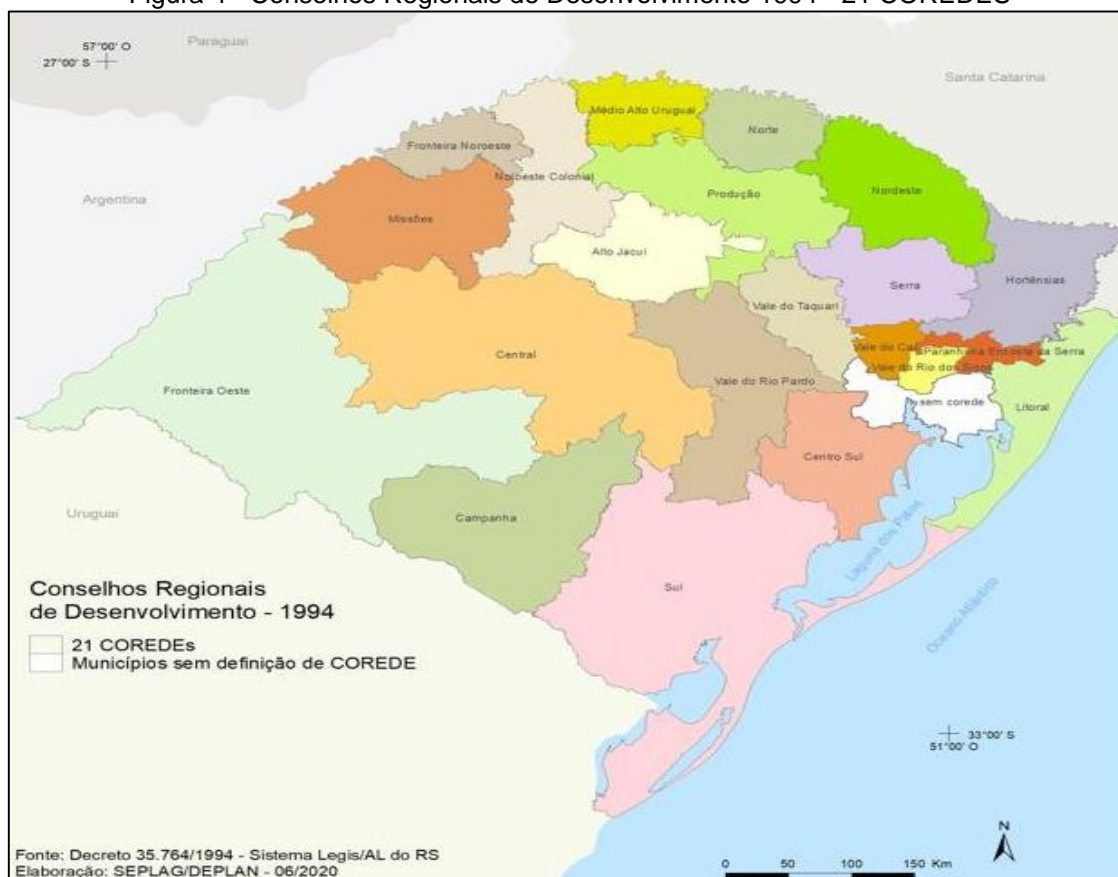 Paraguai
57°00' O
27°00' S
Santa Catarina
Médio Alto Uruguai
Norte
Fronteira Noroeste
Noroeste Colonial
Nordeste
Produção
Argentina
Missões
Alto Jacuí
Serra
Hortênsias
Vale do Taquari
Vale do Caí
Paranhana Encosta da Serra
Vale do Rio dos Sinos
Central
Vale do Rio Pardo
Fronteira Oeste
sem corede
Litoral
Centro Sul
Uruguai
Campanha
Laguna dos Patos
Sul
Oceano Atlântico
Conselhos Regionais
de Desenvolvimento - 1994
21 COREDEs
Municípios sem definição de COREDE
33°00' S
51°00' O
N
Fonte: Decreto 35.764/1994 - Sistema Legis/AL do RS
Elaboração: SEPLAG/DEPLAN - 06/2020
0 50 100 150 Km